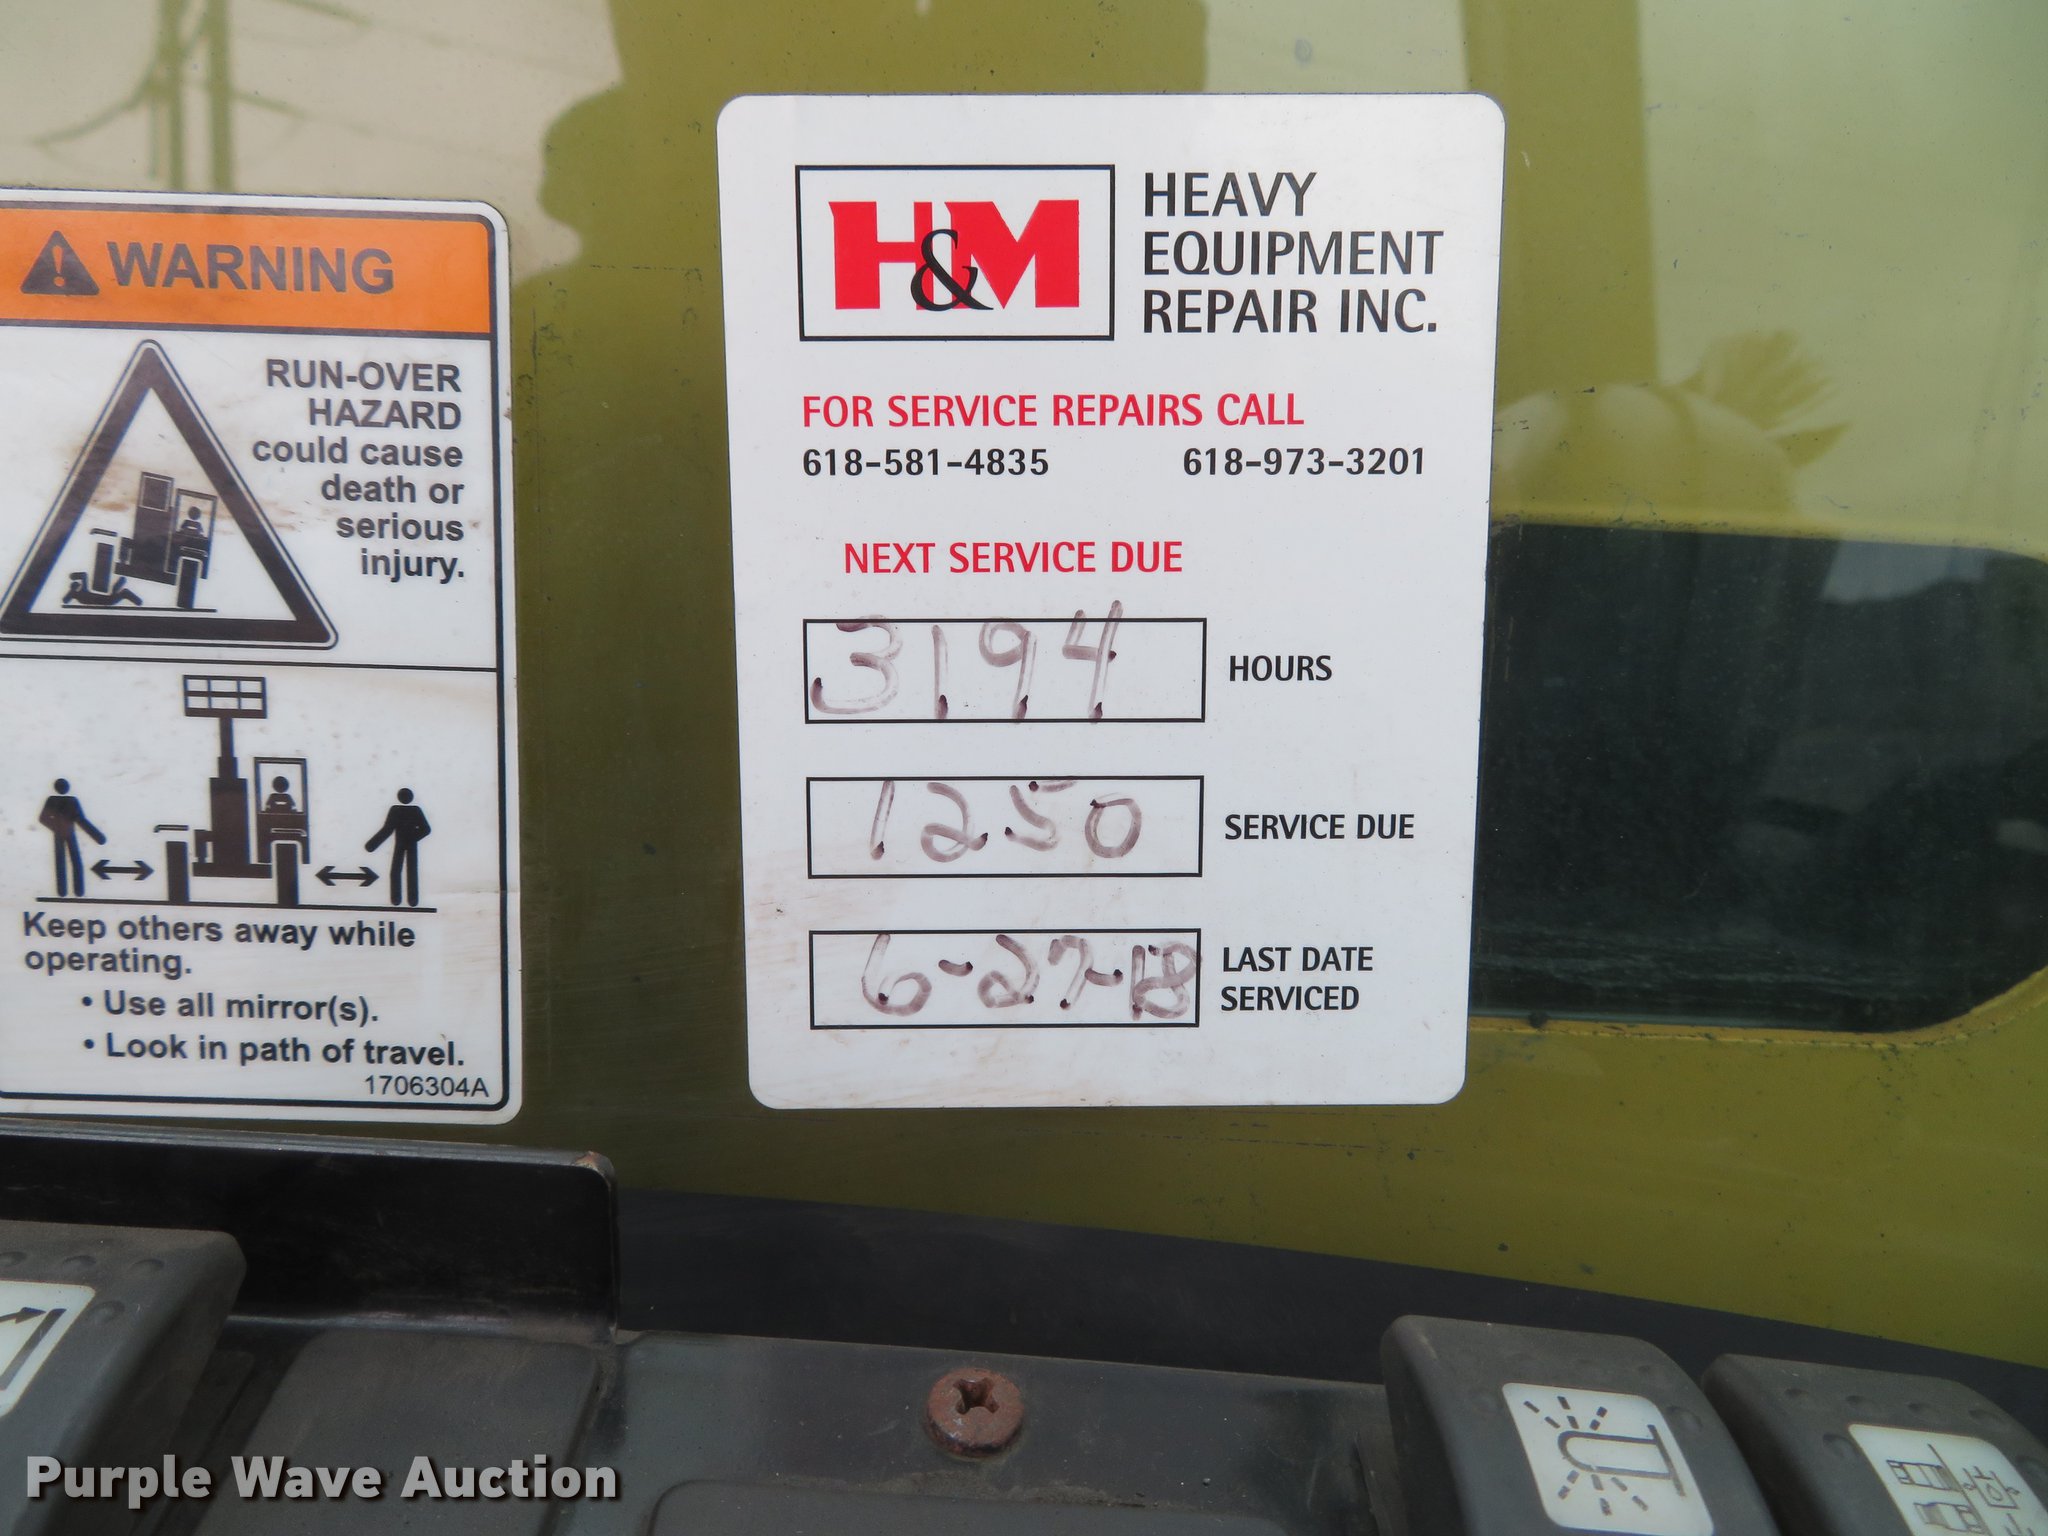 WARNING
RUN-OVER
HAZARD
could cause
death or
serious
injury.
Keep others away while
operating.
• Use all mirror(s).
• Look in path of travel.
1706304A
H&M
HEAVY
EQUIPMENT
REPAIR INC.
FOR SERVICE REPAIRS CALL
618-581-4835 618-973-3201
NEXT SERVICE DUE
3194 HOURS
1250 SERVICE DUE
6-27-18 LAST DATE
SERVICED
Purple Wave Auction